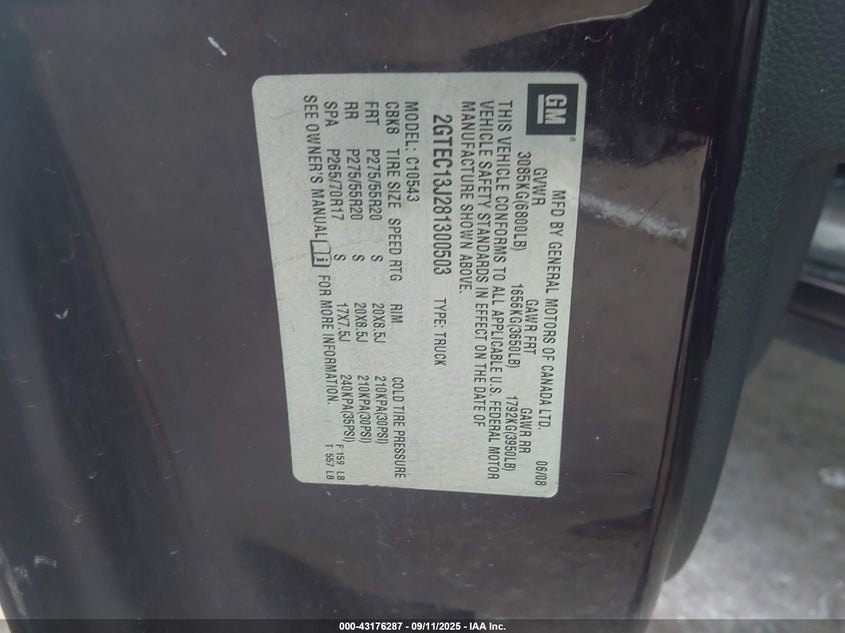 GM
MFD BY GENERAL MOTORS OF CANADA LTD. 06/08
GVWR GAWR FRT GAWR RR
3085KG(6800LB) 1656KG(3650LB) 1792KG(3950LB)
THIS VEHICLE CONFORMS TO ALL APPLICABLE U.S. FEDERAL MOTOR
VEHICLE SAFETY STANDARDS IN EFFECT ON THE DATE OF
MANUFACTURE SHOWN ABOVE.
2GTEC13J281300503 TYPE: TRUCK
MODEL: C10543
CBK8 TIRE SIZE SPEED RTG RIM COLD TIRE PRESSURE
FRT P275/55R20 S 20X8.5J 210KPA(30PSI)
RR P275/55R20 S 20X8.5J 210KPA(30PSI)
SPA P265/70R17 S 17X7.5J 240KPA(35PSI)
SEE OWNER'S MANUAL FOR MORE INFORMATION.
F 159 LB
T 557 LB
000-43176287 - 09/11/2025 - IAA Inc.